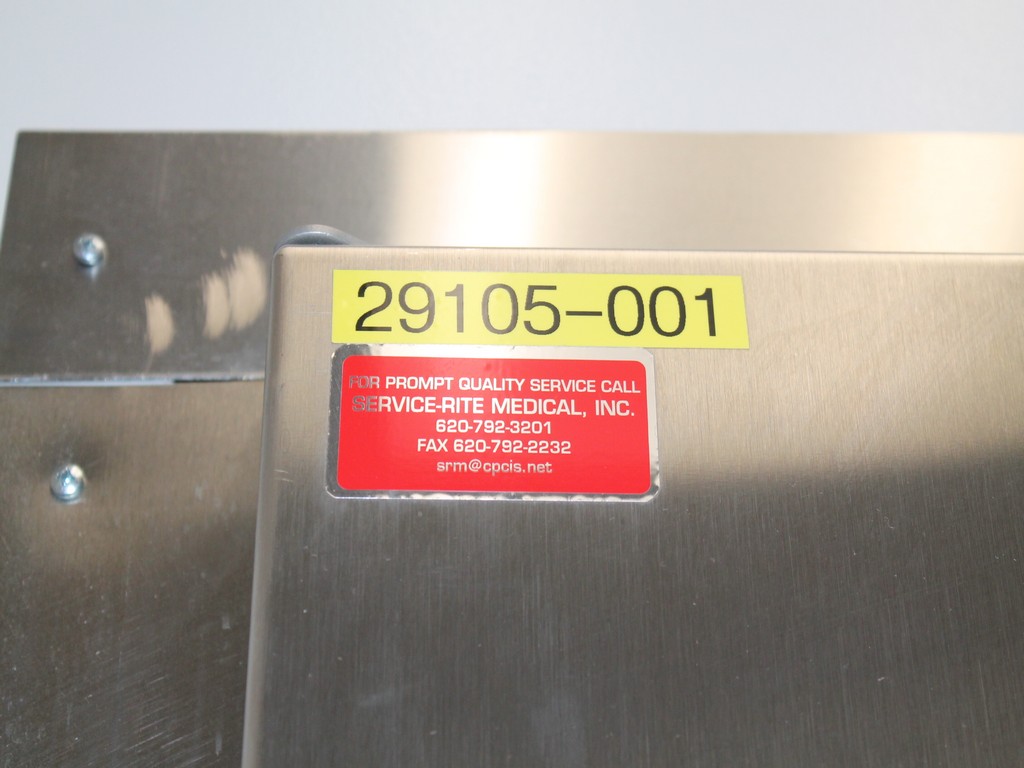 29105-001
FOR PROMPT QUALITY SERVICE CALL
SERVICE-RITE MEDICAL, INC.
620-792-3201
FAX 620-792-2232
srm@cpcis.net